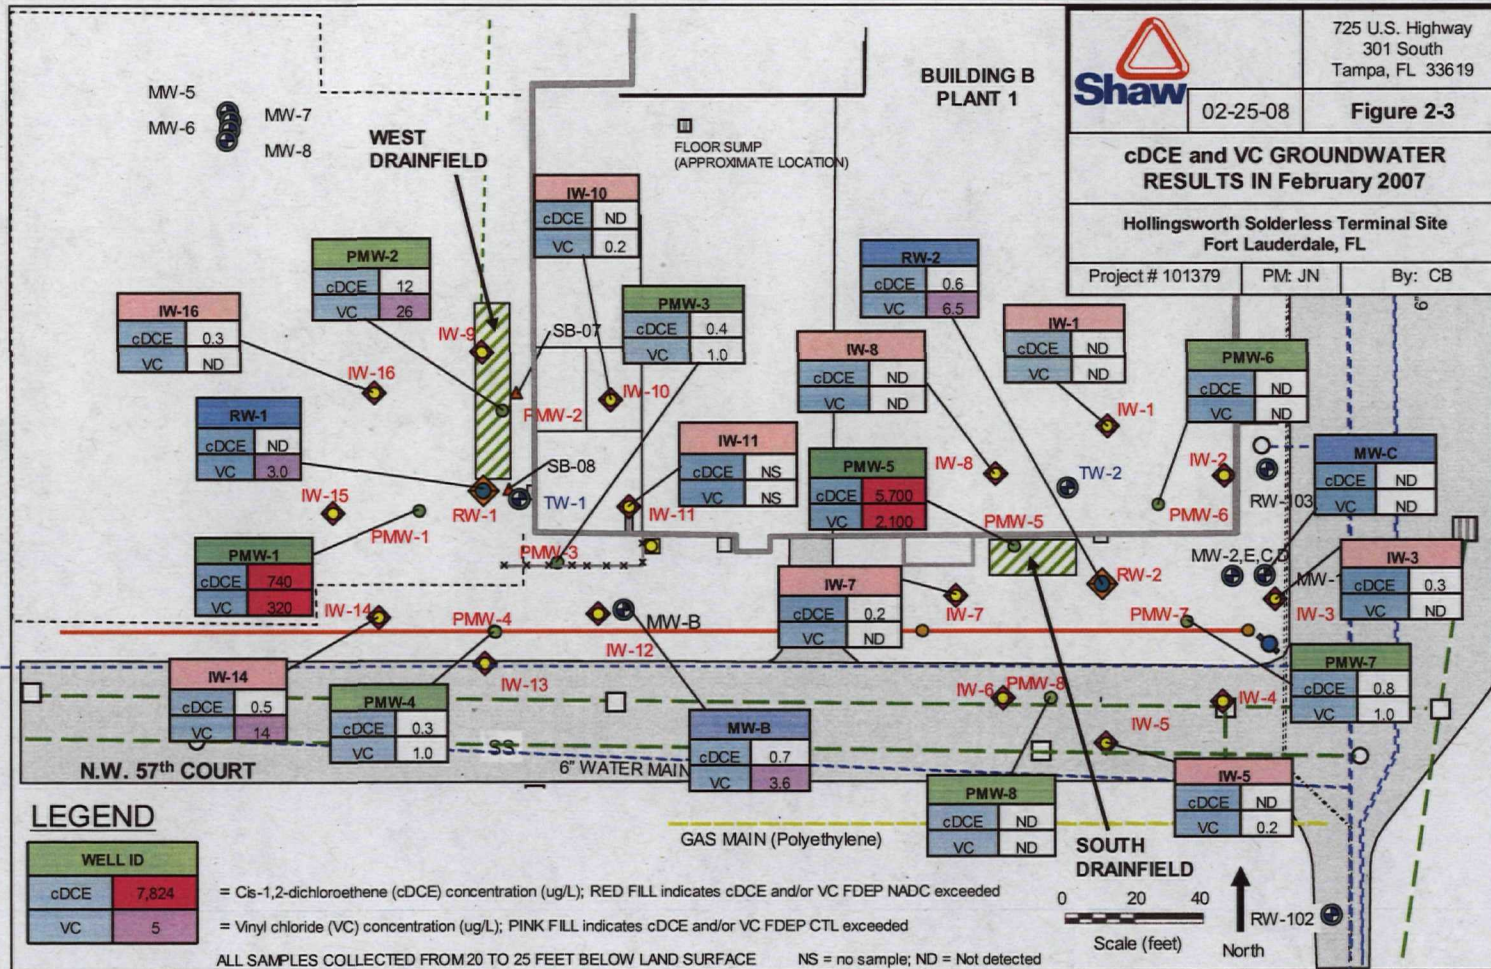 Shaw
725 U.S. Highway
301 South
Tampa, FL 33619
02-25-08
Figure 2-3
cDCE and VC GROUNDWATER
RESULTS IN February 2007
Hollingsworth Solderless Terminal Site
Fort Lauderdale, FL
Project # 101379
PM: JN
By: CB
BUILDING B
PLANT 1
FLOOR SUMP
(APPROXIMATE LOCATION)
WEST
DRAINFIELD
MW-5
MW-6
MW-7
MW-8
6"
IW-10
cDCE ND
VC 0.2
PMW-2
cDCE 12
VC 26
RW-2
cDCE 0.6
VC 6.5
PMW-3
cDCE 0.4
VC 1.0
IW-16
cDCE 0.3
VC ND
IW-1
cDCE ND
VC ND
IW-8
cDCE ND
VC ND
PMW-6
cDCE ND
VC ND
RW-1
cDCE ND
VC 3.0
IW-11
cDCE NS
VC NS
PMW-5
cDCE 5,700
VC 2,100
MW-C
cDCE ND
VC ND
PMW-1
cDCE 740
VC 320
IW-7
cDCE 0.2
VC ND
IW-3
cDCE 0.3
VC ND
IW-14
cDCE 0.5
VC 14
PMW-4
cDCE 0.3
VC 1.0
MW-B
cDCE 0.7
VC 3.6
PMW-7
cDCE 0.8
VC 1.0
PMW-8
cDCE ND
VC ND
IW-5
cDCE ND
VC 0.2
IW-9
SB-07
IW-16
PMW-2
IW-10
IW-1
SB-08
IW-8
TW-2
IW-2
RW-103
IW-15
PMW-1
RW-1
TW-1
IW-11
PMW-5
PMW-6
PMW-3
RW-2
MW-2,E,C,D
MW-1
IW-3
IW-14
PMW-4
MW-B
IW-12
IW-7
PMW-7
IW-13
IW-6
PMW-8
IW-4
IW-5
SS
N.W. 57th COURT
6" WATER MAIN
GAS MAIN (Polyethylene)
SOUTH
DRAINFIELD
LEGEND
WELL ID
cDCE 7,824
VC 5
= Cis-1,2-dichloroethene (cDCE) concentration (ug/L); RED FILL indicates cDCE and/or VC FDEP NADC exceeded
= Vinyl chloride (VC) concentration (ug/L); PINK FILL indicates cDCE and/or VC FDEP CTL exceeded
ALL SAMPLES COLLECTED FROM 20 TO 25 FEET BELOW LAND SURFACE
NS = no sample; ND = Not detected
0 20 40
Scale (feet)
North
RW-102